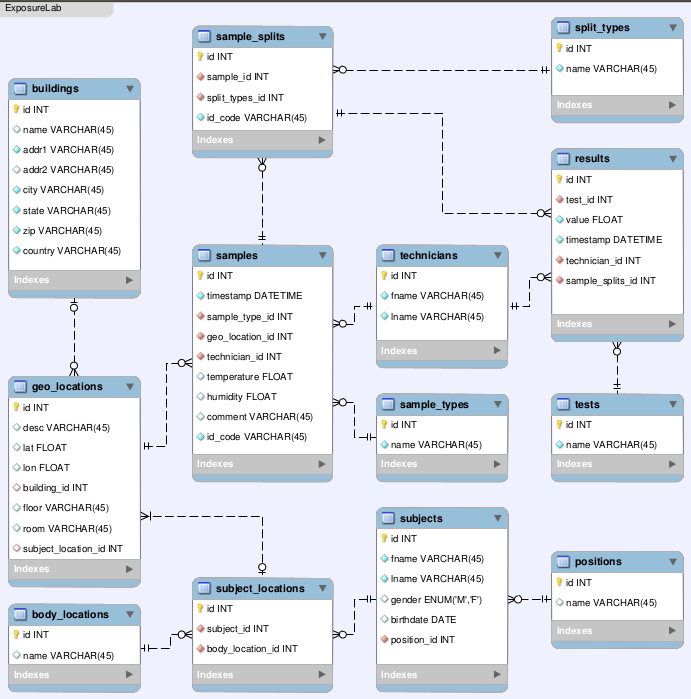 ExposureLab
buildings
id INT
name VARCHAR(45)
addr1 VARCHAR(45)
addr2 VARCHAR(45)
city VARCHAR(45)
state VARCHAR(45)
zip VARCHAR(45)
country VARCHAR(45)
Indexes
sample_splits
id INT
sample_id INT
split_types_id INT
id_code VARCHAR(45)
Indexes
split_types
id INT
name VARCHAR(45)
Indexes
results
id INT
test_id INT
value FLOAT
timestamp DATETIME
technician_id INT
sample_splits_id INT
Indexes
samples
id INT
timestamp DATETIME
sample_type_id INT
geo_location_id INT
technician_id INT
temperature FLOAT
humidity FLOAT
comment VARCHAR(45)
id_code VARCHAR(45)
Indexes
technicians
id INT
fname VARCHAR(45)
lname VARCHAR(45)
Indexes
geo_locations
id INT
desc VARCHAR(45)
lat FLOAT
lon FLOAT
building_id INT
floor VARCHAR(45)
room VARCHAR(45)
subject_location_id INT
Indexes
sample_types
id INT
name VARCHAR(45)
Indexes
tests
id INT
name VARCHAR(45)
Indexes
subjects
id INT
fname VARCHAR(45)
lname VARCHAR(45)
gender ENUM('M','F')
birthdate DATE
position_id INT
Indexes
positions
id INT
name VARCHAR(45)
Indexes
subject_locations
id INT
subject_id INT
body_location_id INT
Indexes
body_locations
id INT
name VARCHAR(45)
Indexes